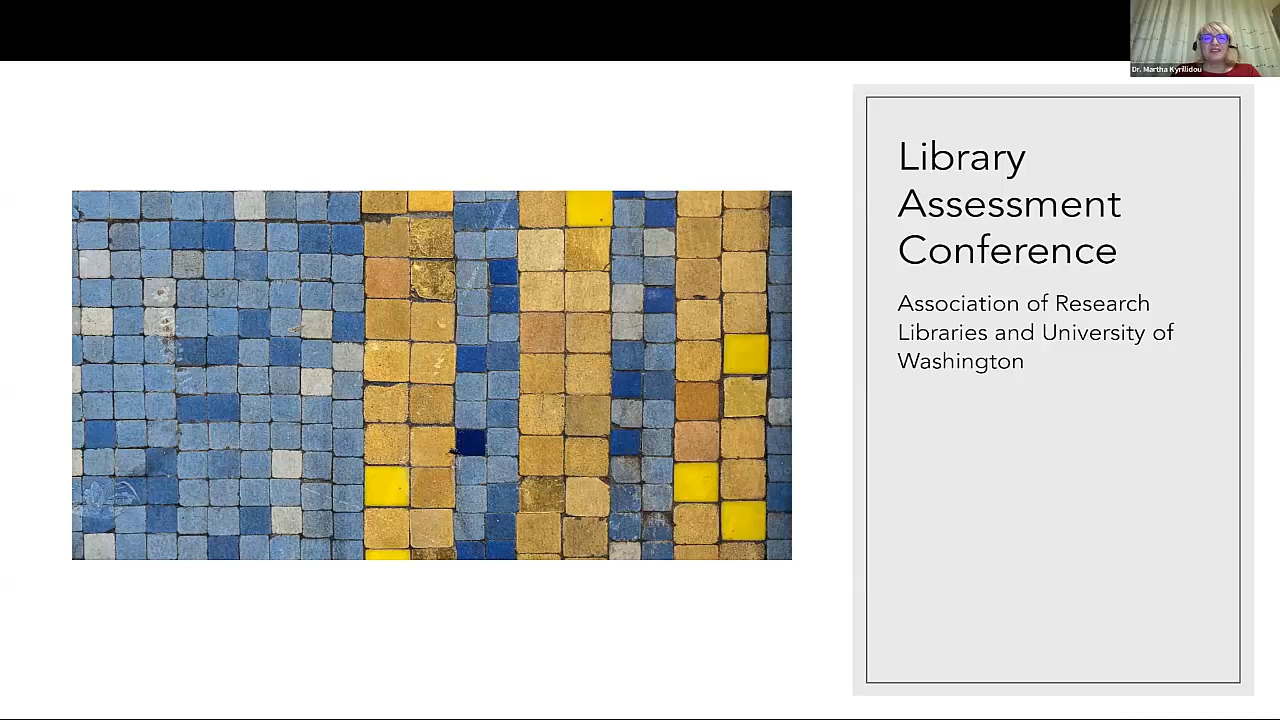 Dr. Martha Kyrillidou
Library
Assessment
Conference
Association of Research
Libraries and University of
Washington